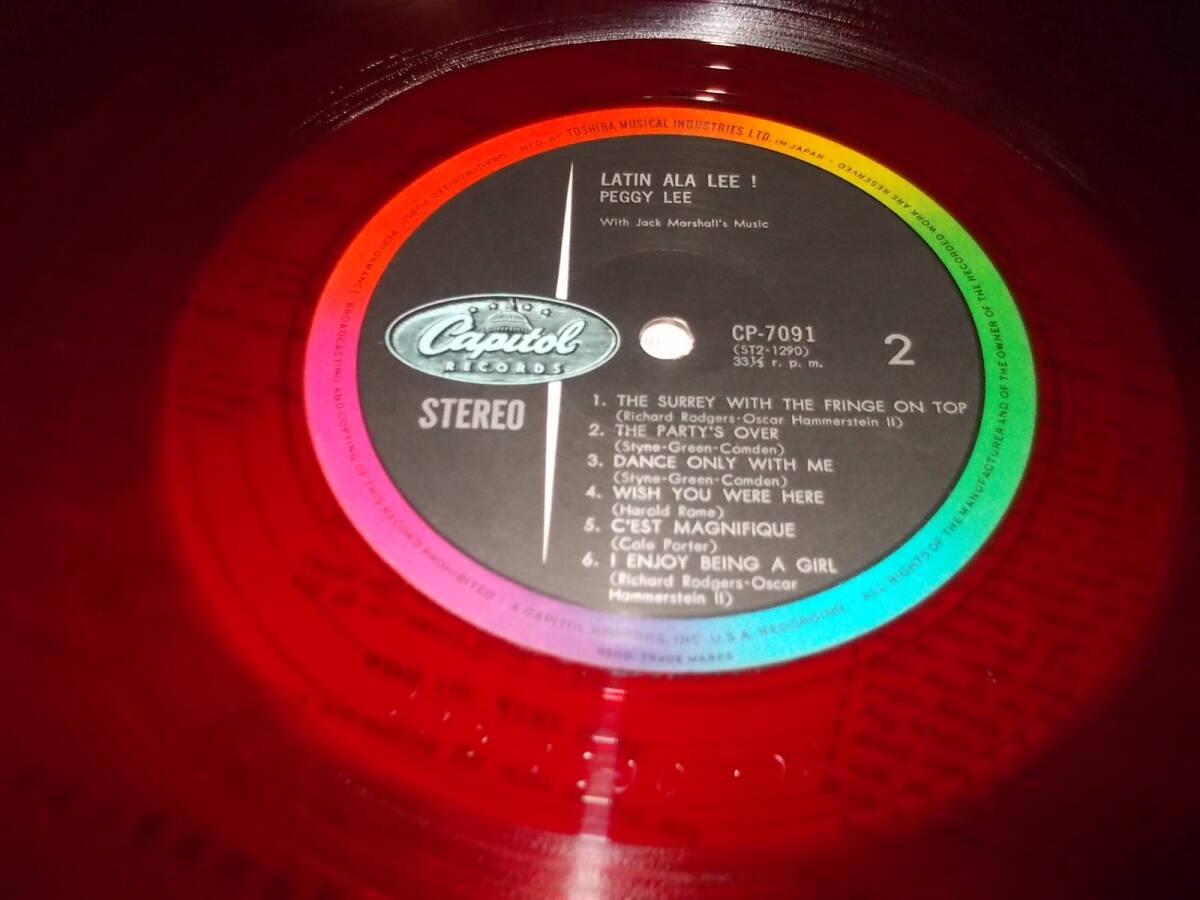 MFD. BY TOSHIBA MUSICAL INDUSTRIES LTD. IN JAPAN · ALL RIGHTS OF THE MANUFACTURER AND OF THE OWNER OF THE RECORDED WORK ARE RESERVED · UNAUTHORIZED PUBLIC PERFORMANCE BROADCASTING AND COPYING OF THIS RECORD PROHIBITED · A CAPITOL RECORDS, INC. U.S.A.
REGD. TRADE MARKS
LATIN ALA LEE !
PEGGY LEE
With Jack Marshall's Music
Capitol
RECORDS
STEREO
CP-7091
(ST2-1290)
33⅓ r. p. m.
2
1. THE SURREY WITH THE FRINGE ON TOP
(Richard Rodgers-Oscar Hammerstein II)
2. THE PARTY'S OVER
(Styne-Green-Comden)
3. DANCE ONLY WITH ME
(Styne-Green-Comden)
4. WISH YOU WERE HERE
(Harold Rome)
5. C'EST MAGNIFIQUE
(Cole Porter)
6. I ENJOY BEING A GIRL
(Richard Rodgers-Oscar
Hammerstein II)